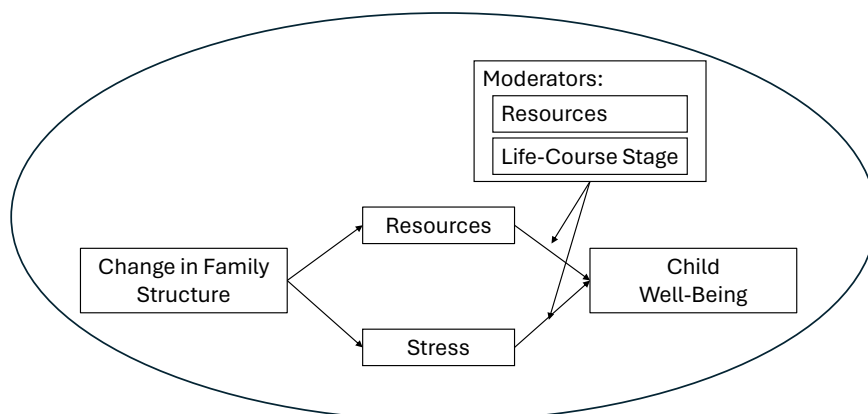 Moderators:
Resources
Life-Course Stage
Resources
Change in Family
Structure
Child
Well-Being
Stress